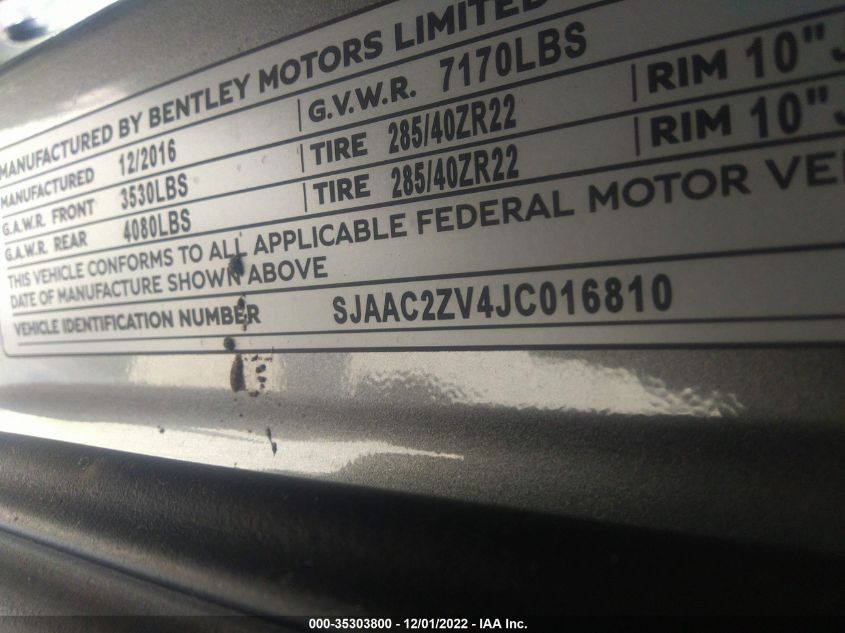 MANUFACTURED BY BENTLEY MOTORS LIMITED
MANUFACTURED 12/2016 G.V.W.R. 7170LBS
G.A.W.R. FRONT 3530LBS TIRE 285/40ZR22 RIM 10"J
G.A.W.R. REAR 4080LBS TIRE 285/40ZR22 RIM 10"J
THIS VEHICLE CONFORMS TO ALL APPLICABLE FEDERAL MOTOR VE
DATE OF MANUFACTURE SHOWN ABOVE
VEHICLE IDENTIFICATION NUMBER SJAAC2ZV4JC016810
000-35303800 - 12/01/2022 - IAA Inc.